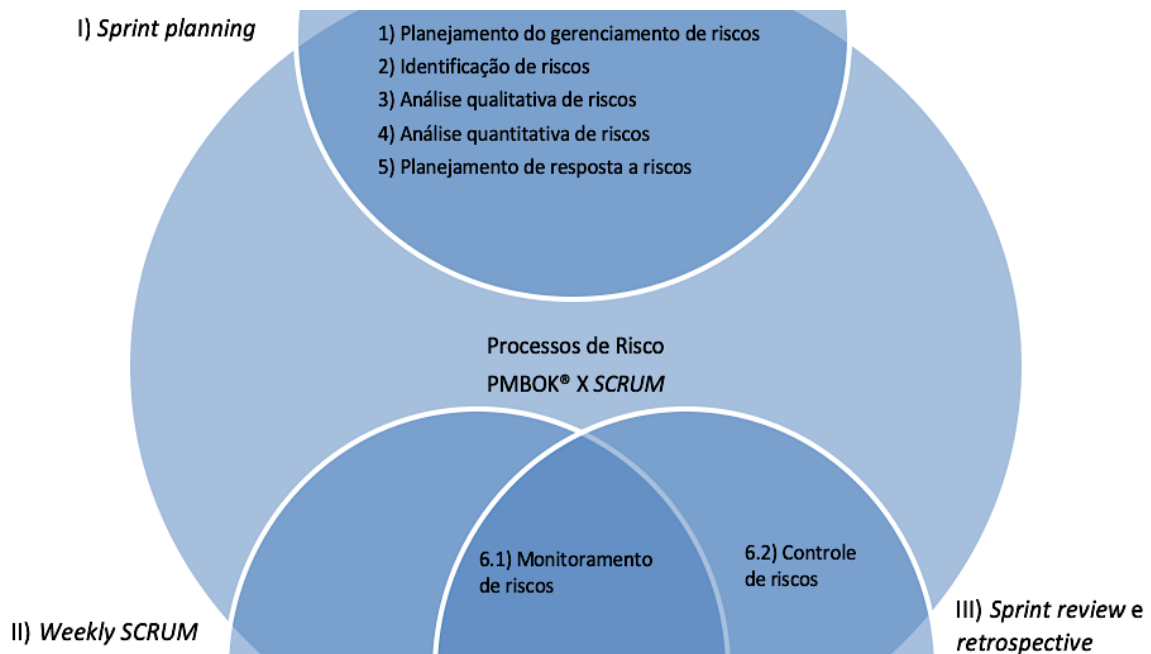 I) Sprint planning
1) Planejamento do gerenciamento de riscos
2) Identificação de riscos
3) Análise qualitativa de riscos
4) Análise quantitativa de riscos
5) Planejamento de resposta a riscos
Processos de Risco
PMBOK® X SCRUM
6.1) Monitoramento
de riscos
6.2) Controle
de riscos
II) Weekly SCRUM
III) Sprint review e
retrospective